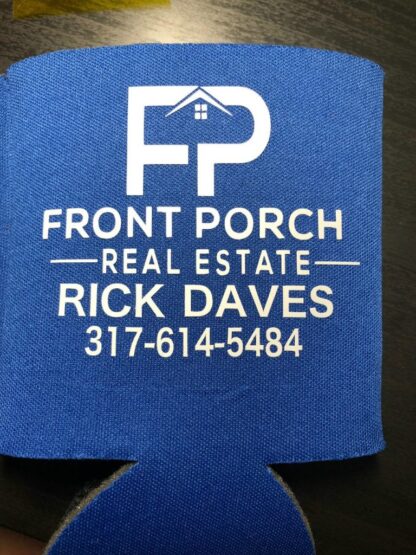 FP
FRONT PORCH
REAL ESTATE
RICK DAVES
317-614-5484